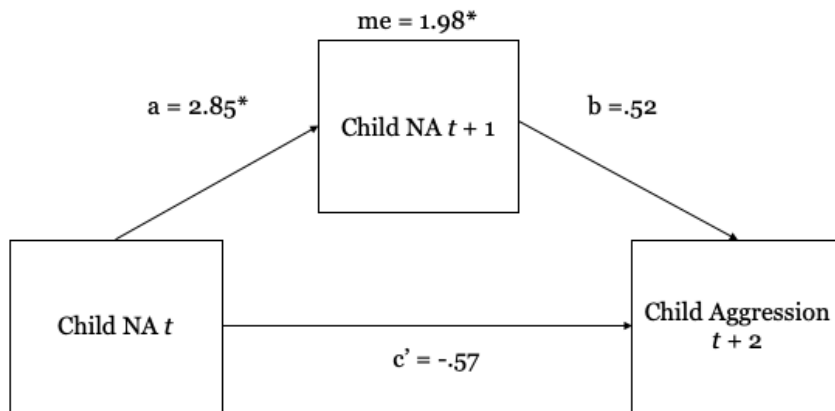 me = 1.98*
a = 2.85*
b =.52
Child NA t + 1
Child NA t
Child Aggression
t + 2
c’ = -.57